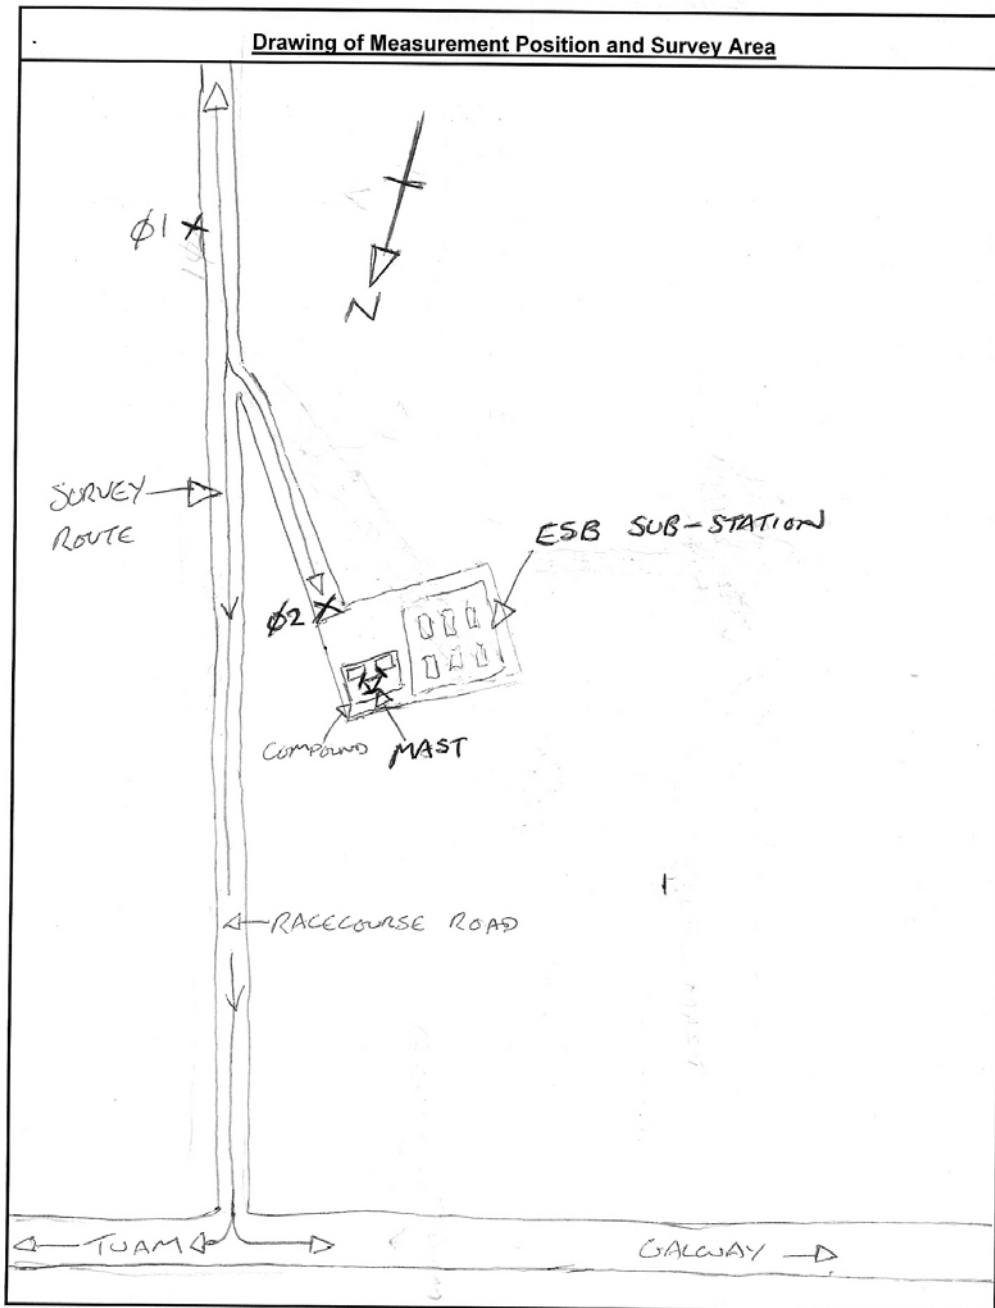 Drawing of Measurement Position and Survey Area
Ø1
N
SURVEY
ROUTE
ESB SUB-STATION
Ø2
COMPOUND
MAST
RACECOURSE ROAD
TUAM
GALWAY